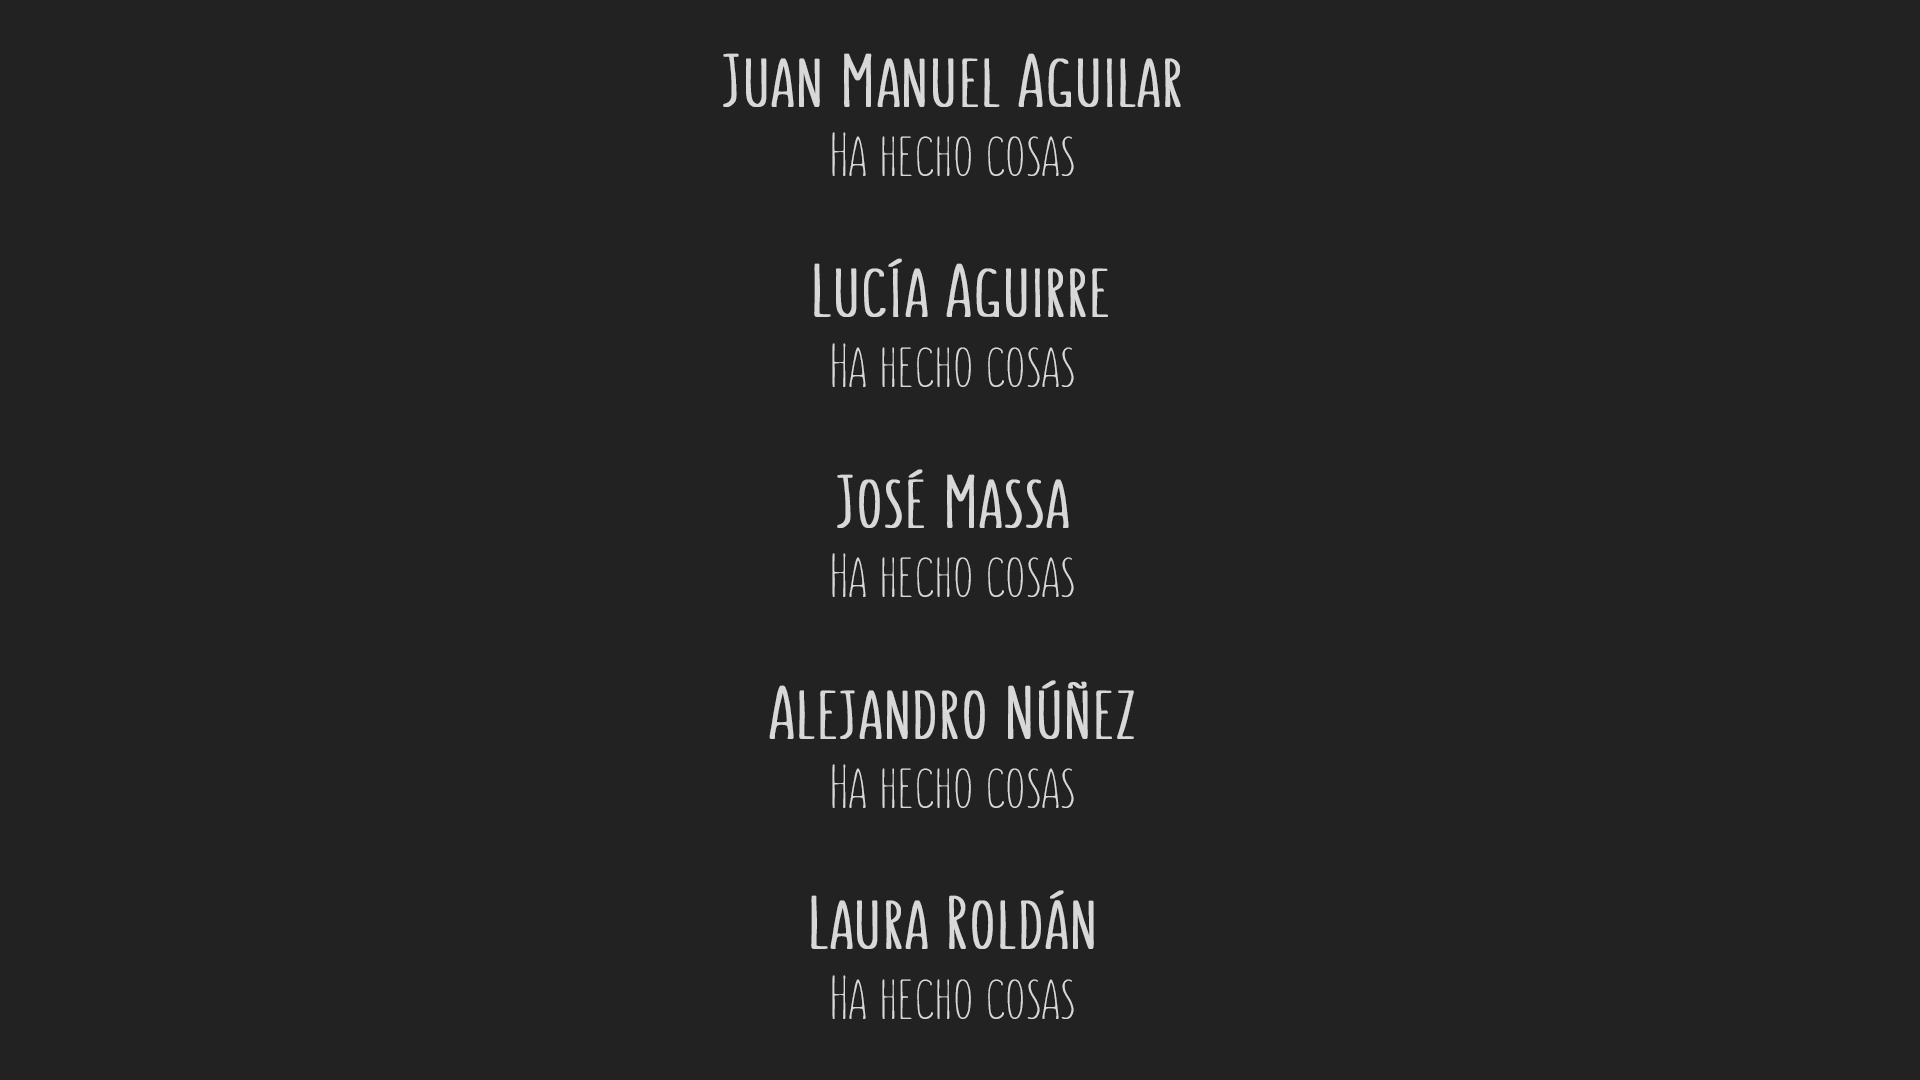 Juan Manuel Aguilar
Ha hecho cosas
Lucía Aguirre
Ha hecho cosas
José Massa
Ha hecho cosas
Alejandro Núñez
Ha hecho cosas
Laura Roldán
Ha hecho cosas